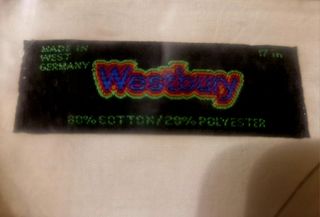 MADE IN
WEST
GERMANY
17 in
Westbury
80% COTTON/20% POLYESTER